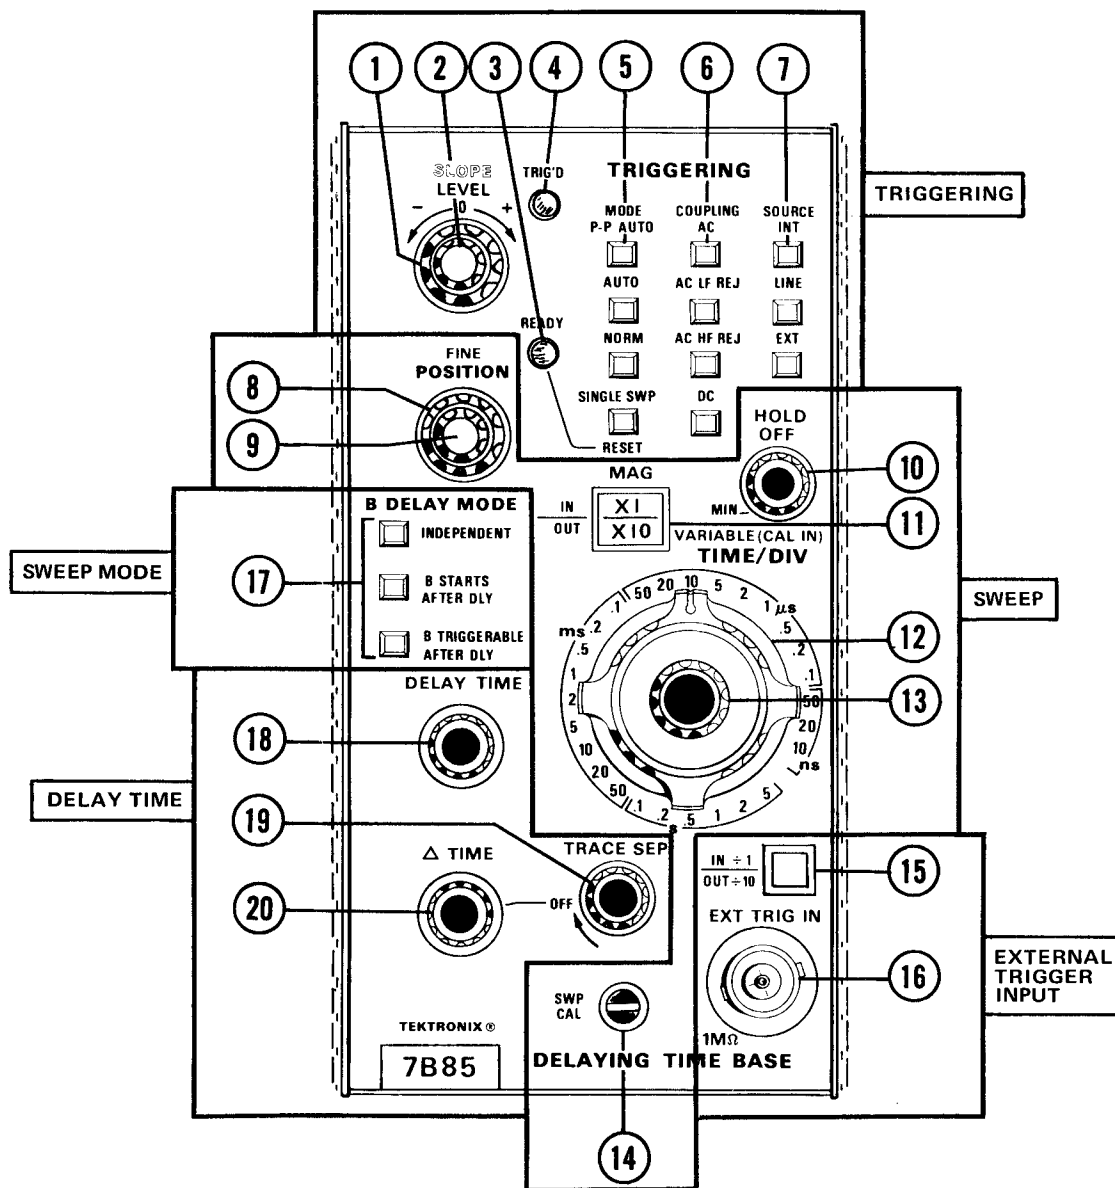 1 2 3 4 5 6 7
SLOPE
LEVEL
- 0 +
TRIG'D
TRIGGERING
MODE
P-P AUTO
COUPLING
AC
SOURCE
INT
TRIGGERING
AUTO
AC LF REJ
LINE
READY
NORM
AC HF REJ
EXT
SINGLE SWP
DC
RESET
FINE
POSITION
8
9
HOLD
OFF
MIN
10
MAG
IN
OUT
X1
X10
11
B DELAY MODE
INDEPENDENT
B STARTS
AFTER DLY
B TRIGGERABLE
AFTER DLY
17
SWEEP MODE
VARIABLE (CAL IN)
TIME/DIV
SWEEP
12
13
.1 50 20 10 5 2 1 µs
.5 .2 .1
50 20 10 ns
ms .2 .5 1 2 5 10 20 50
.1 .2 s .5 1 2 5
DELAY TIME
18
DELAY TIME
19
20
Δ TIME
TRACE SEP
OFF
IN ÷ 1
OUT ÷ 10
15
EXT TRIG IN
16
EXTERNAL
TRIGGER
INPUT
SWP
CAL
1MΩ
TEKTRONIX ®
7B85
DELAYING TIME BASE
14